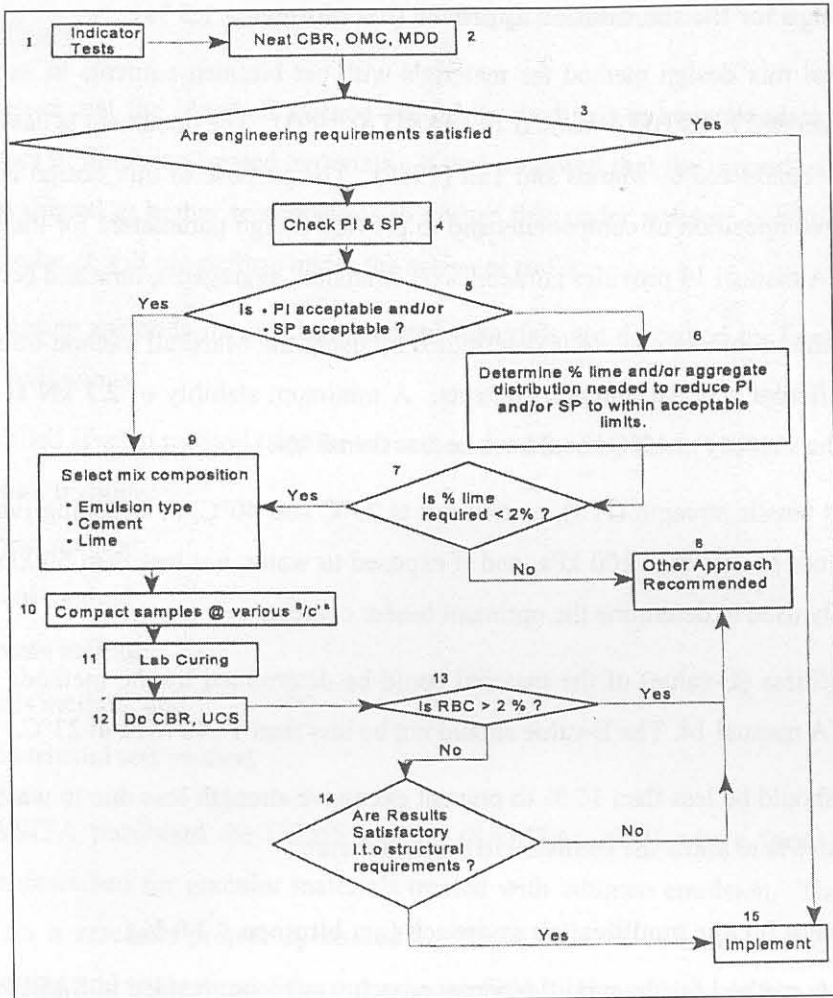 1
Indicator
Tests
Neat CBR, OMC, MDD
2
3
Are engineering requirements satisfied
Yes
Check PI & SP
4
5
Is • PI acceptable and/or
• SP acceptable ?
Yes
No
6
Determine % lime and/or aggregate
distribution needed to reduce PI
and/or SP to within acceptable
limits.
7
Is % lime
required < 2% ?
Yes
No
8
Other Approach
Recommended
9
Select mix composition
• Emulsion type
• Cement
• Lime
10
Compact samples @ various
11
Lab Curing
12
Do CBR, UCS
13
Is RBC > 2 % ?
Yes
No
14
Are Results
Satisfactory
i.t.o structural
requirements ?
No
Yes
15
Implement